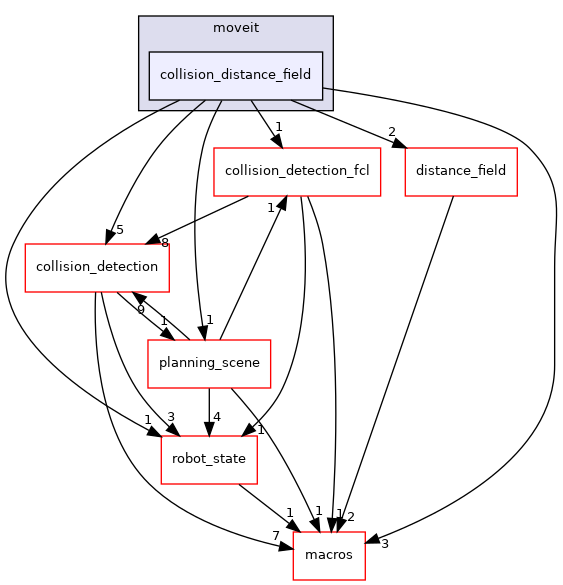 moveit
collision_distance_field
1
2
collision_detection_fcl
distance_field
1
5
8
collision_detection
9
1
1
planning_scene
1
3
4
1
robot_state
1
1
1
2
7
3
macros